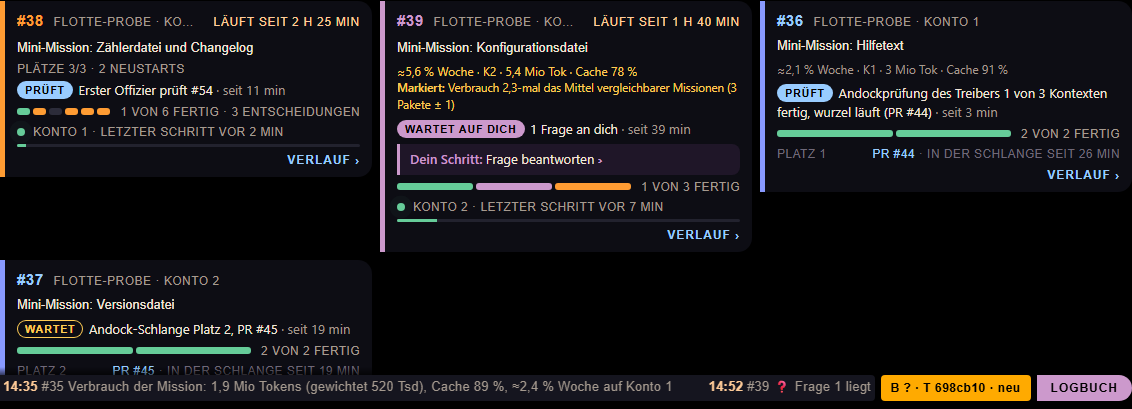 #38 FLOTTE-PROBE · KO… LÄUFT SEIT 2 H 25 MIN
Mini-Mission: Zählerdatei und Changelog
PLÄTZE 3/3 · 2 NEUSTARTS
PRÜFT Erster Offizier prüft #54 · seit 11 min
1 VON 6 FERTIG · 3 ENTSCHEIDUNGEN
KONTO 1 · LETZTER SCHRITT VOR 2 MIN
VERLAUF ›
#39 FLOTTE-PROBE · KO… LÄUFT SEIT 1 H 40 MIN
Mini-Mission: Konfigurationsdatei
≈5,6 % Woche · K2 · 5,4 Mio Tok · Cache 78 %
Markiert: Verbrauch 2,3-mal das Mittel vergleichbarer Missionen (3
Pakete ± 1)
WARTET AUF DICH 1 Frage an dich · seit 39 min
Dein Schritt: Frage beantworten ›
1 VON 3 FERTIG
KONTO 2 · LETZTER SCHRITT VOR 7 MIN
VERLAUF ›
#36 FLOTTE-PROBE · KONTO 1
Mini-Mission: Hilfetext
≈2,1 % Woche · K1 · 3 Mio Tok · Cache 91 %
PRÜFT Andockprüfung des Treibers 1 von 3 Kontexten
fertig, wurzel läuft (PR #44) · seit 3 min
2 VON 2 FERTIG
PLATZ 1 PR #44 · IN DER SCHLANGE SEIT 26 MIN
VERLAUF ›
#37 FLOTTE-PROBE · KONTO 2
Mini-Mission: Versionsdatei
WARTET Andock-Schlange Platz 2, PR #45 · seit 19 min
2 VON 2 FERTIG
PLATZ 2 PR #45 · IN DER SCHLANGE SEIT 19 MIN
14:35 #35 Verbrauch der Mission: 1,9 Mio Tokens (gewichtet 520 Tsd), Cache 89 %, ≈2,4 % Woche auf Konto 1 14:52 #39 ❓ Frage 1 liegt
B ? · T 698cb10 · neu
LOGBUCH